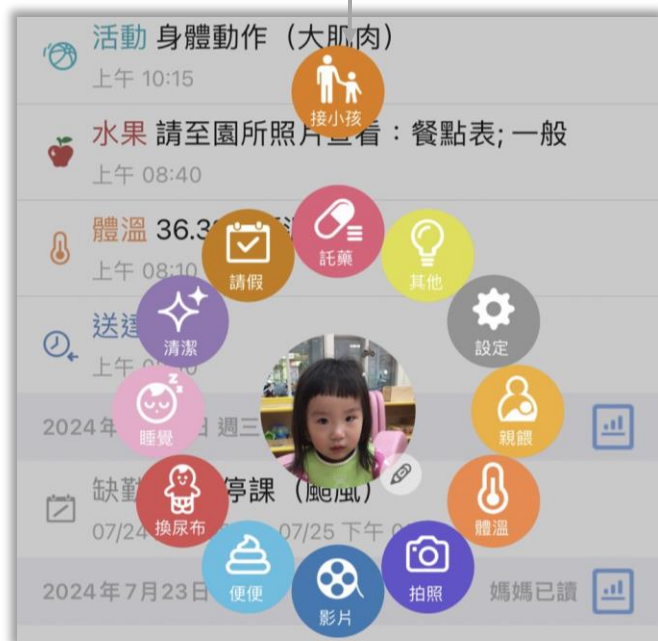 活動 身體動作（大肌肉）
上午 10:15
接小孩
水果 請至園所照片查看：餐點表; 一般
上午 08:40
體溫 36.3
上午 08:10
託藥
請假
其他
送達
上午
清潔
設定
2024年 日 週三
睡覺
親餵
缺勤 停課（颱風）
07/24 07/25 下午
換尿布
體溫
2024年7月23日 媽媽已讀
便便
拍照
影片